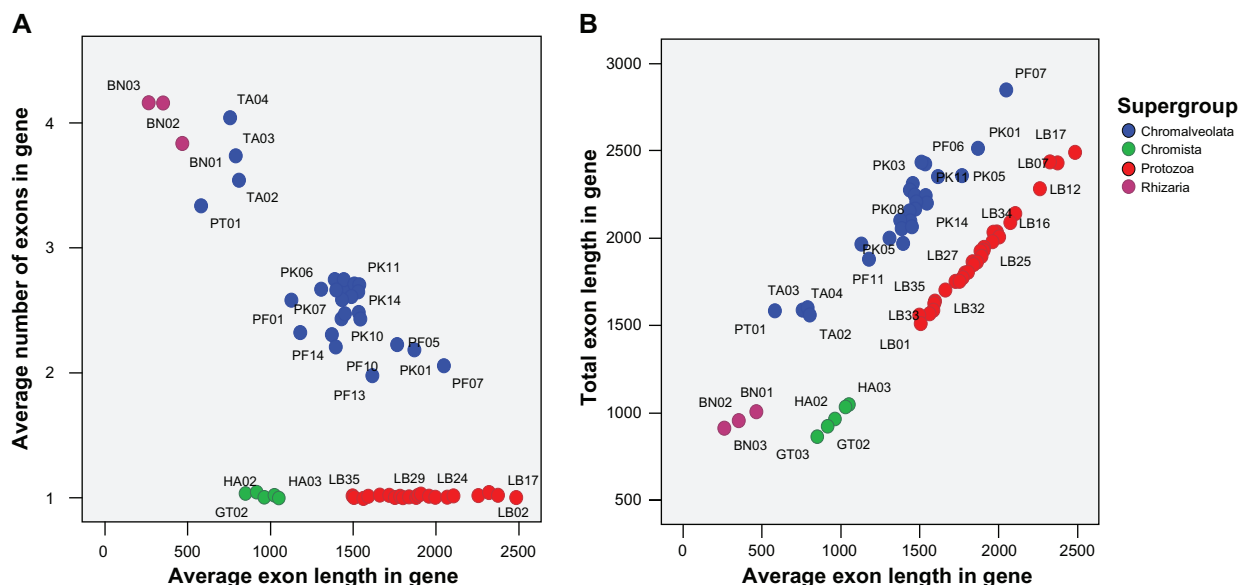 A
Average number of exons in gene
4
3
2
1
BN03
BN02
BN01
TA04
TA03
TA02
PT01
PK06
PK11
PK07
PK14
PF01
PK10
PF05
PF14
PF10
PK01
PF07
PF13
HA02
HA03
GT02
LB35
LB29
LB24
LB17
LB02
0
500
1000
1500
2000
2500
Average exon length in gene
B
Total exon length in gene
3000
2500
2000
1500
1000
500
PF07
PK01
PF06
LB17
PK03
LB07
PK11
PK05
LB12
PK08
PK14
LB34
LB16
PK05
LB27
LB25
PF11
LB35
TA03
TA04
LB33
LB32
PT01
TA02
LB01
BN01
HA03
BN02
HA02
BN03
GT02
GT03
0
500
1000
1500
2000
2500
Average exon length in gene
Supergroup
Chromalveolata
Chromista
Protozoa
Rhizaria